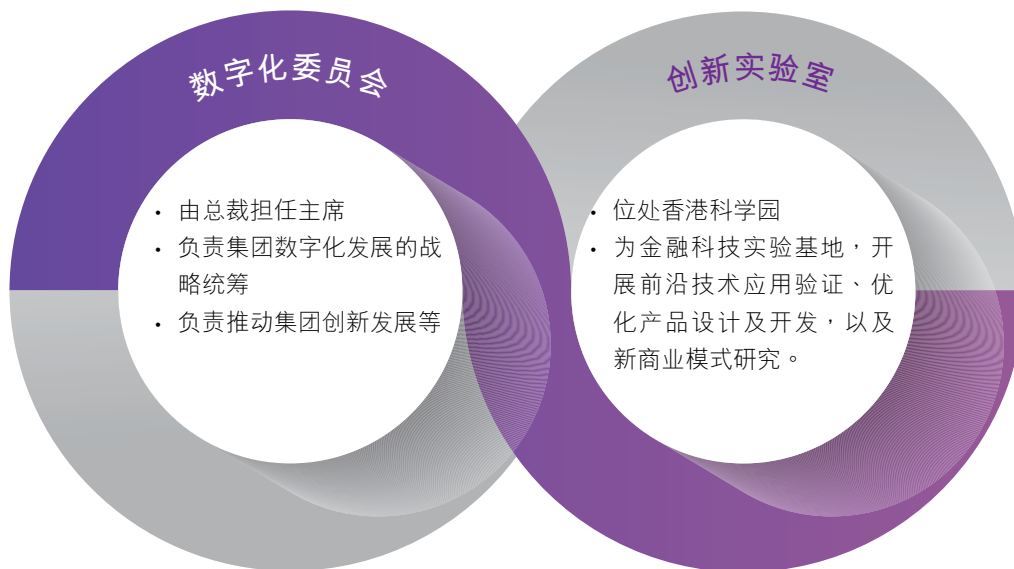 数字化委员会
• 由总裁担任主席
• 负责集团数字化发展的战
略统筹
• 负责推动集团创新发展等
创新实验室
• 位处香港科学园
• 为金融科技实验基地，开
展前沿技术应用验证、优
化产品设计及开发，以及
新商业模式研究。